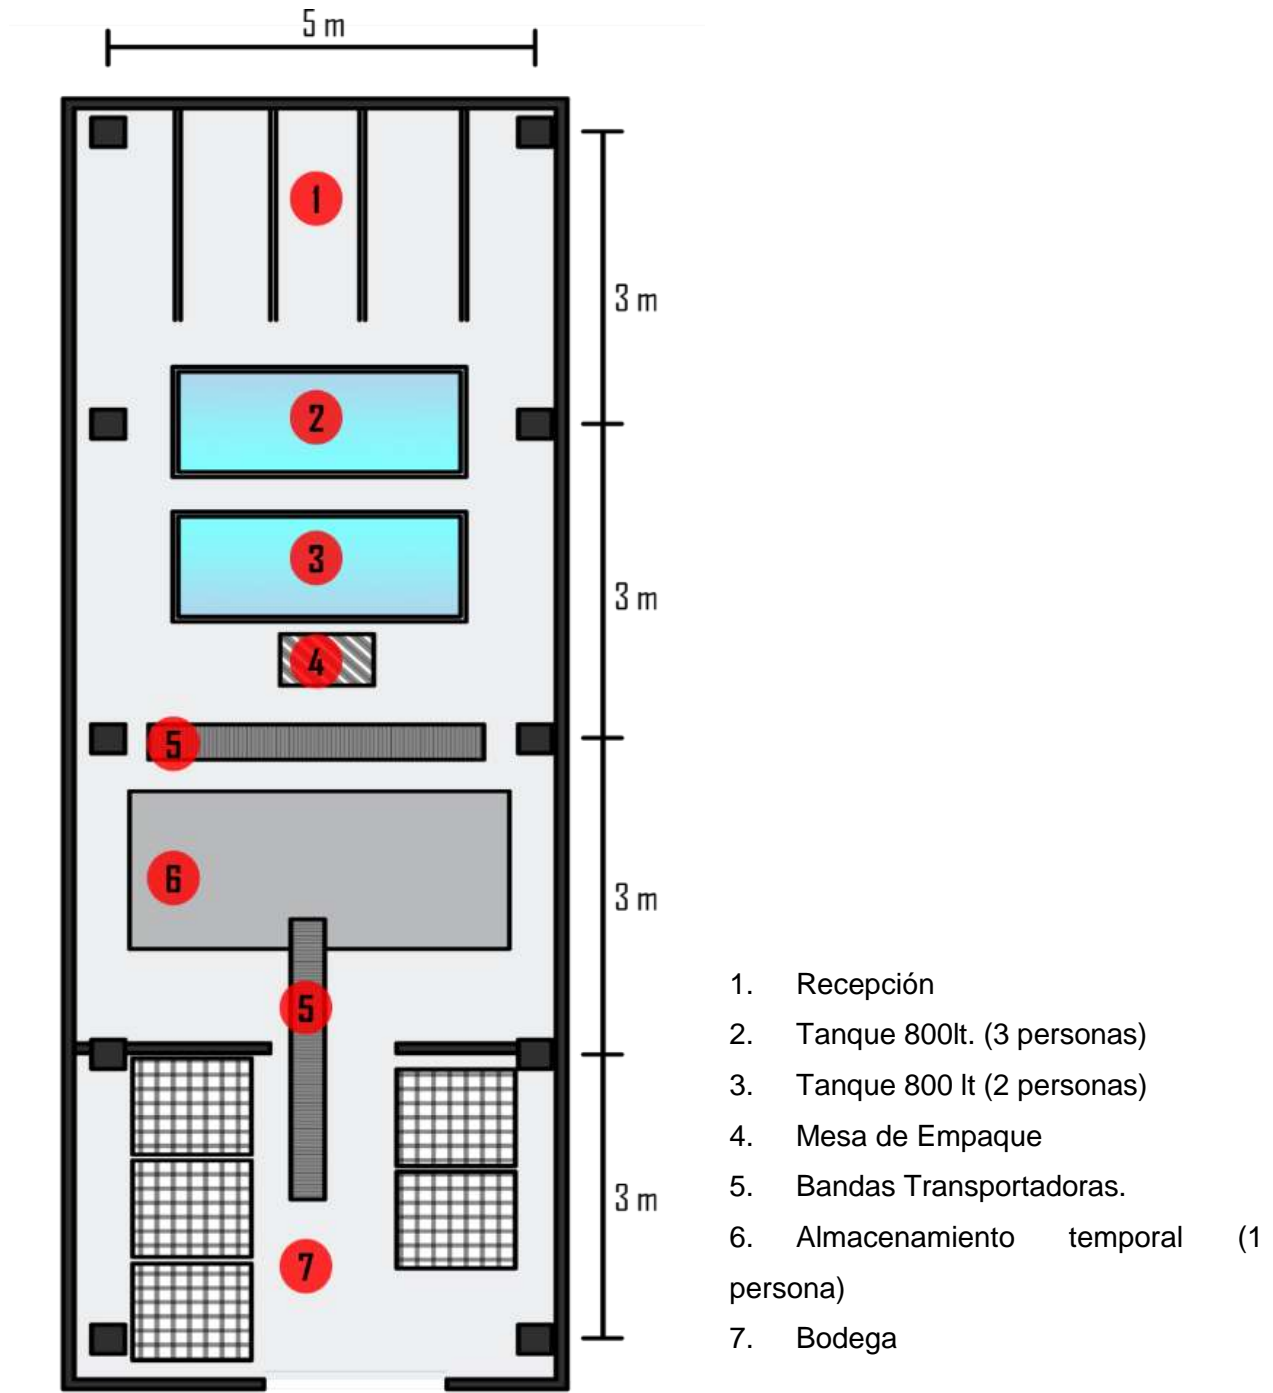 5 m
1
3 m
2
3
3 m
4
5
6
3 m
5
3 m
7
1. Recepción
2. Tanque 800lt. (3 personas)
3. Tanque 800 lt (2 personas)
4. Mesa de Empaque
5. Bandas Transportadoras.
6. Almacenamiento temporal (1
persona)
7. Bodega